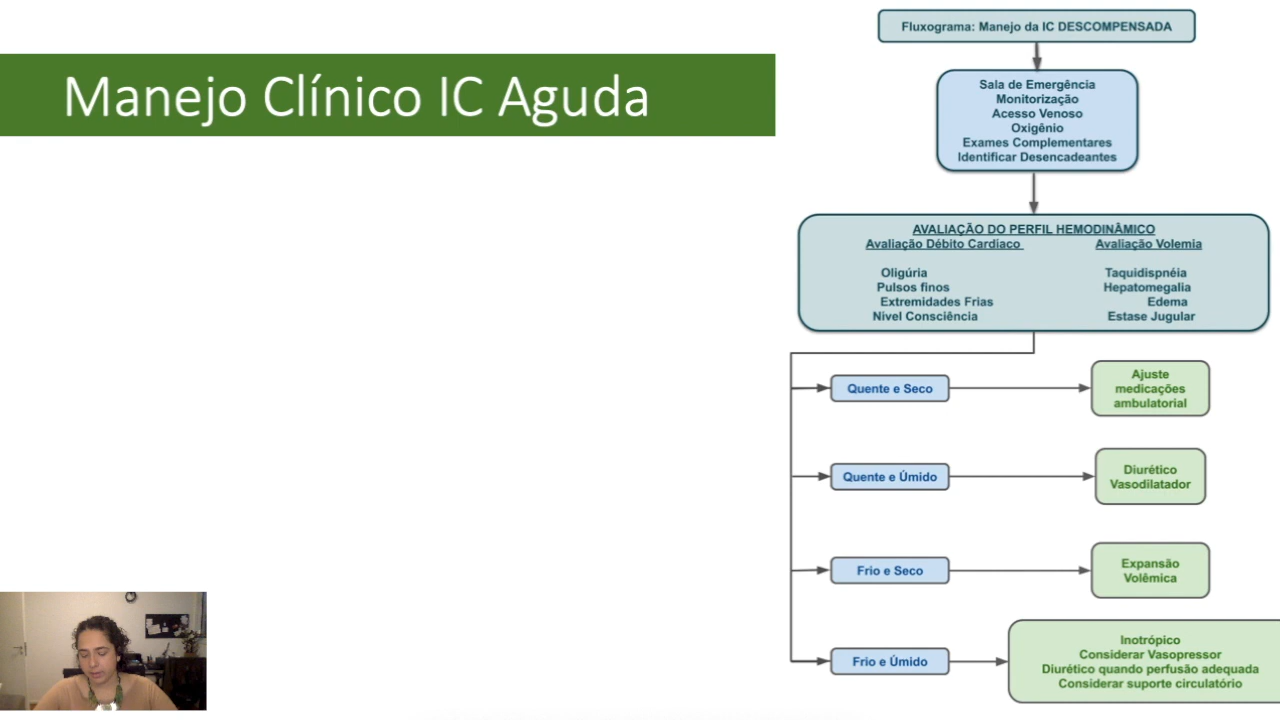 Manejo Clínico IC Aguda
Fluxograma: Manejo da IC DESCOMPENSADA
Sala de Emergência
Monitorização
Acesso Venoso
Oxigênio
Exames Complementares
Identificar Desencadeantes
AVALIAÇÃO DO PERFIL HEMODINÂMICO
Avaliação Débito Cardíaco Avaliação Volemia
Oligúria Taquidispnéia
Pulsos finos Hepatomegalia
Extremidades Frias Edema
Nível Consciência Estase Jugular
Quente e Seco
Ajuste
medicações
ambulatorial
Quente e Úmido
Diurético
Vasodilatador
Frio e Seco
Expansão
Volêmica
Frio e Úmido
Inotrópico
Considerar Vasopressor
Diurético quando perfusão adequada
Considerar suporte circulatório